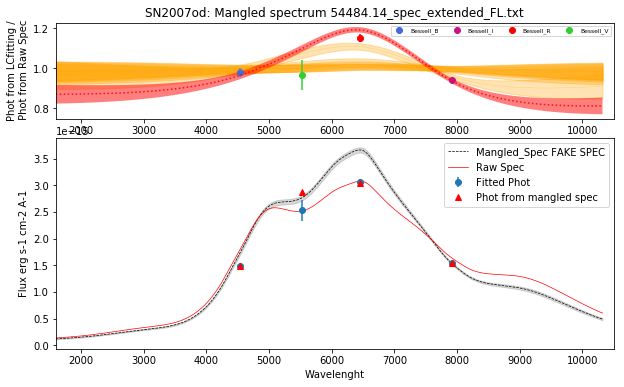 SN2007od: Mangled spectrum 54484.14_spec_extended_FL.txt
Phot from LCfitting /
Phot from Raw Spec
1.2
1.0
0.8
Bessell_B
Bessell_I
Bessell_R
Bessell_V
2000 3000 4000 5000 6000 7000 8000 9000 10000
Flux erg s-1 cm-2 A-1
3.5
3.0
2.5
2.0
1.5
1.0
0.5
0.0
Mangled_Spec FAKE SPEC
Raw Spec
Fitted Phot
Phot from mangled spec
2000 3000 4000 5000 6000 7000 8000 9000 10000
Wavelenght